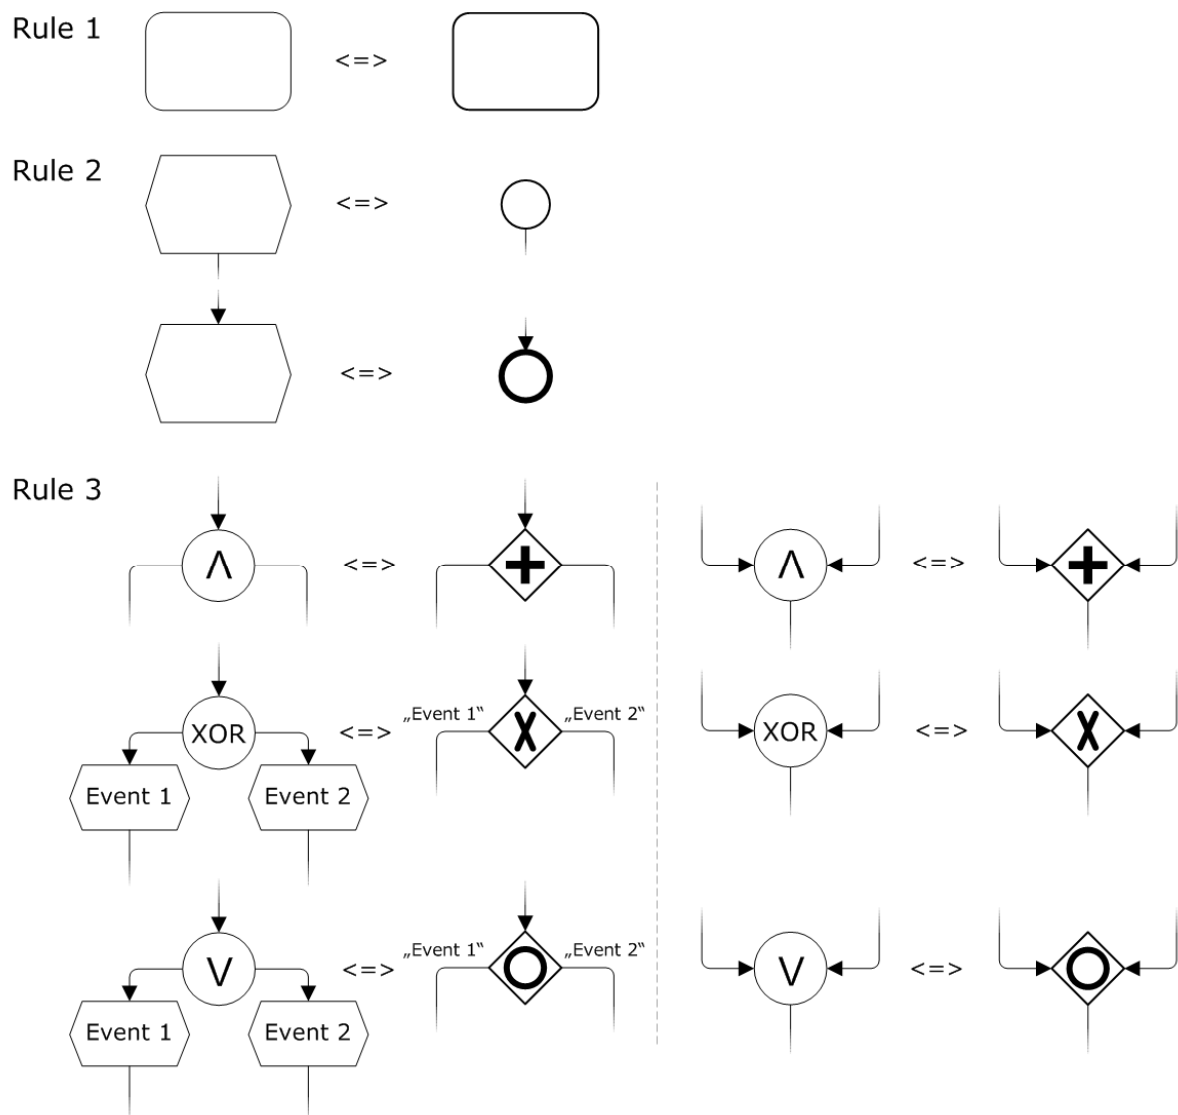 Rule 1
<=>
Rule 2
<=>
<=>
Rule 3
Λ
<=>
Λ
<=>
XOR
<=>
„Event 1“
„Event 2“
X
XOR
<=>
X
Event 1
Event 2
V
<=>
„Event 1“
„Event 2“
V
<=>
Event 1
Event 2